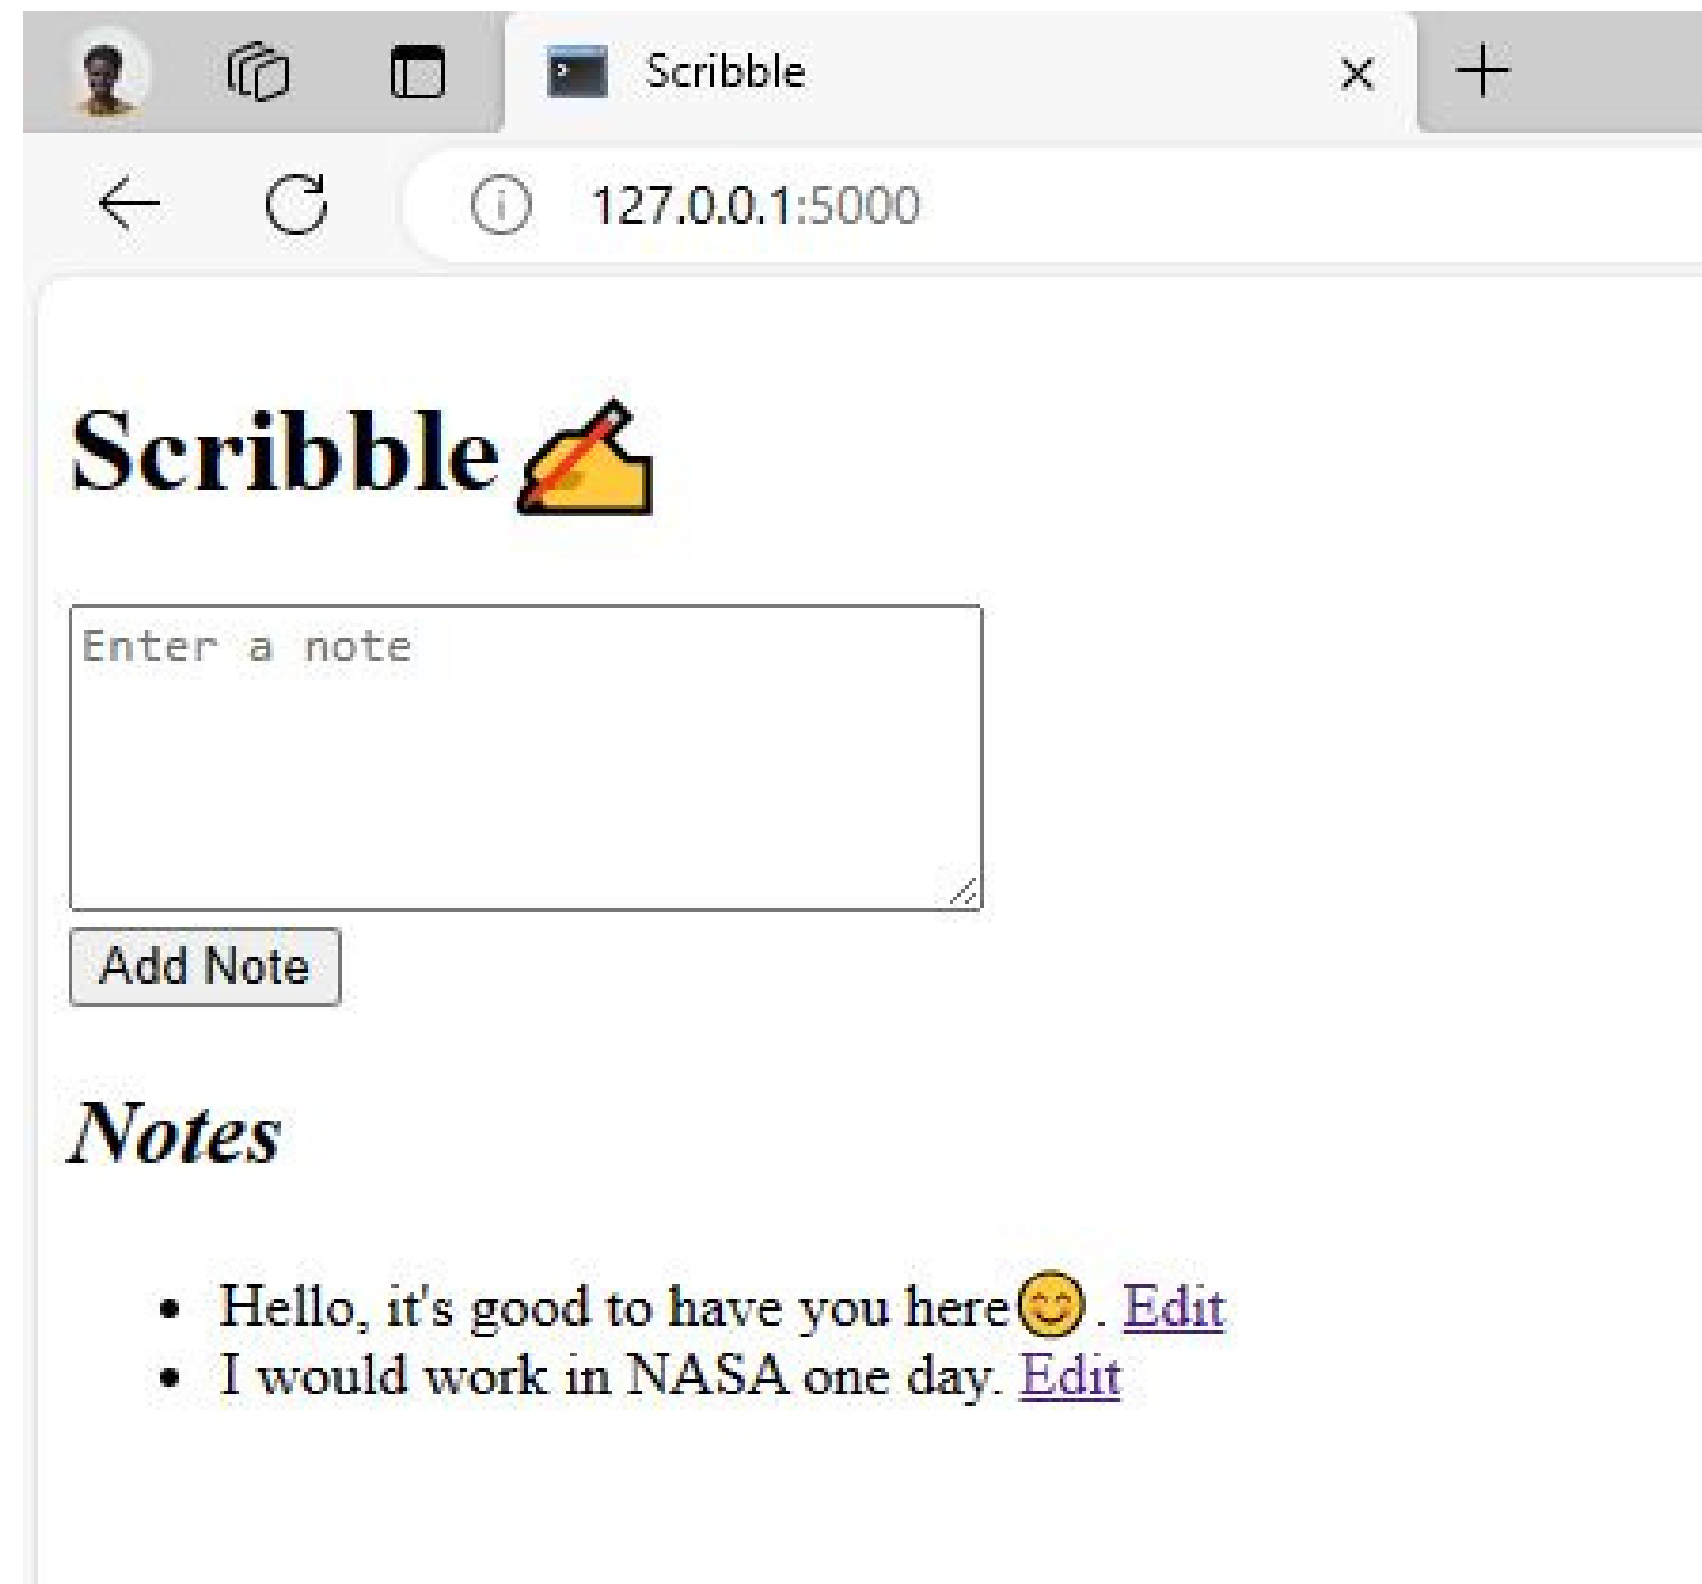 Scribble
127.0.0.1:5000
Scribble✍
Enter a note
Add Note
Notes
Hello, it's good to have you here😊. Edit
I would work in NASA one day. Edit